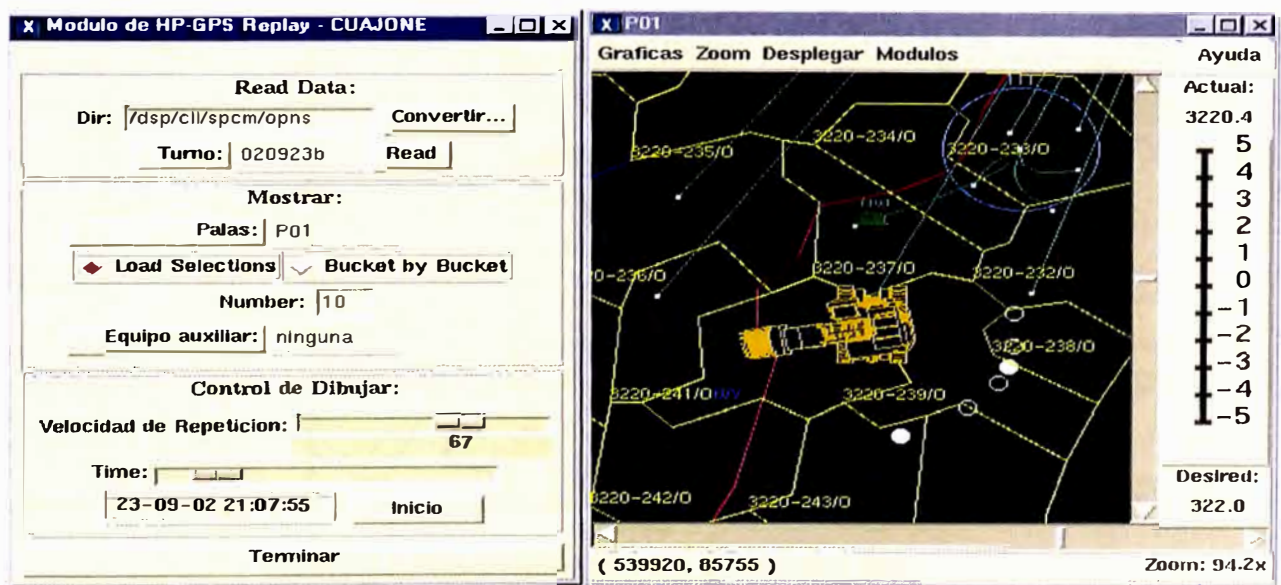 X Modulo de HP-GPS Replay - CUAJONE
Read Data:
Dir: /dsp/cll/spcm/opns Convertir...
Turno: 020923b Read
Mostrar:
Palas: P01
Load Selections Bucket by Bucket
Number: 10
Equipo auxiliar: ninguna
Control de Dibujar:
Velocidad de Repeticion:
67
Time:
23-09-02 21:07:55 Inicio
Terminar
X P01
Graficas Zoom Desplegar Modulos Ayuda
3220-234/O
3220-235/O
3220-233/O
3220-237/O
3220-232/O
0-236/O
3220-238/O
3220-241/O
3220-239/O
3220-242/O
3220-243/O
Actual:
3220.4
5
4
3
2
1
0
-1
-2
-3
-4
-5
Desired:
322.0
( 539920, 85755 ) Zoom: 94.2x